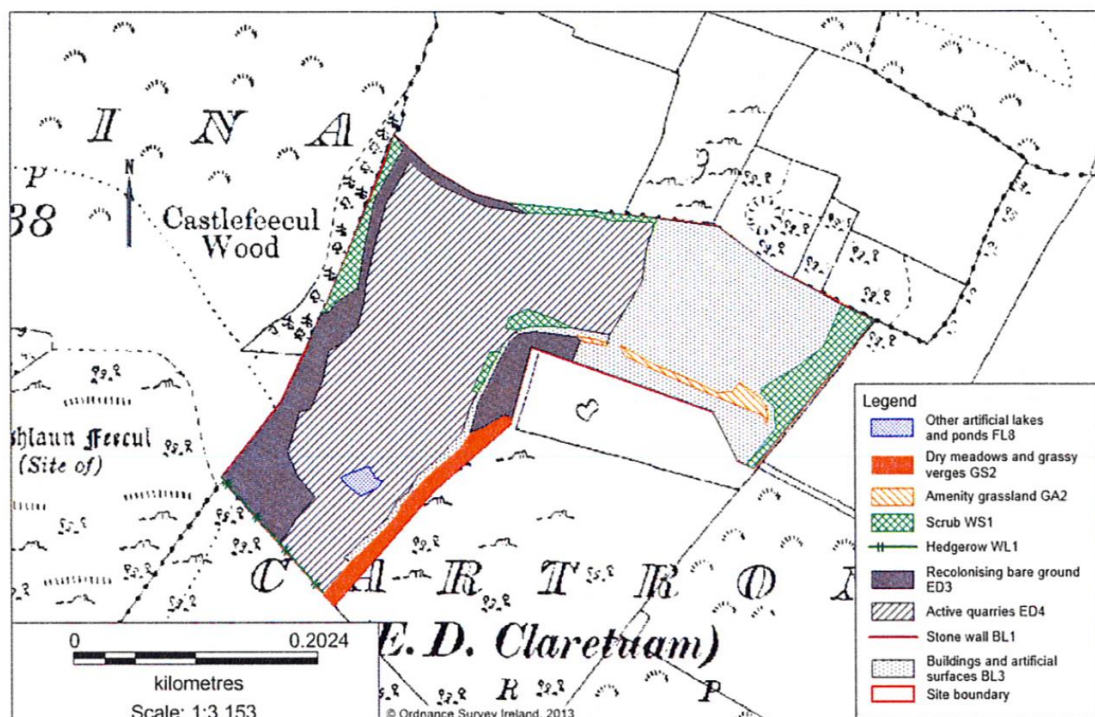 I N A
N
P
38
Castlefeecul
Wood
9
shlaun Feecul
(Site of)
C A R T R O N
E. D. Claretuam)
R P
0 0.2024
kilometres
Scale: 1:3,153
© Ordnance Survey Ireland, 2013
Legend
Other artificial lakes
and ponds FL8
Dry meadows and grassy
verges GS2
Amenity grassland GA2
Scrub WS1
Hedgerow WL1
Recolonising bare ground
ED3
Active quarries ED4
Stone wall BL1
Buildings and artificial
surfaces BL3
Site boundary